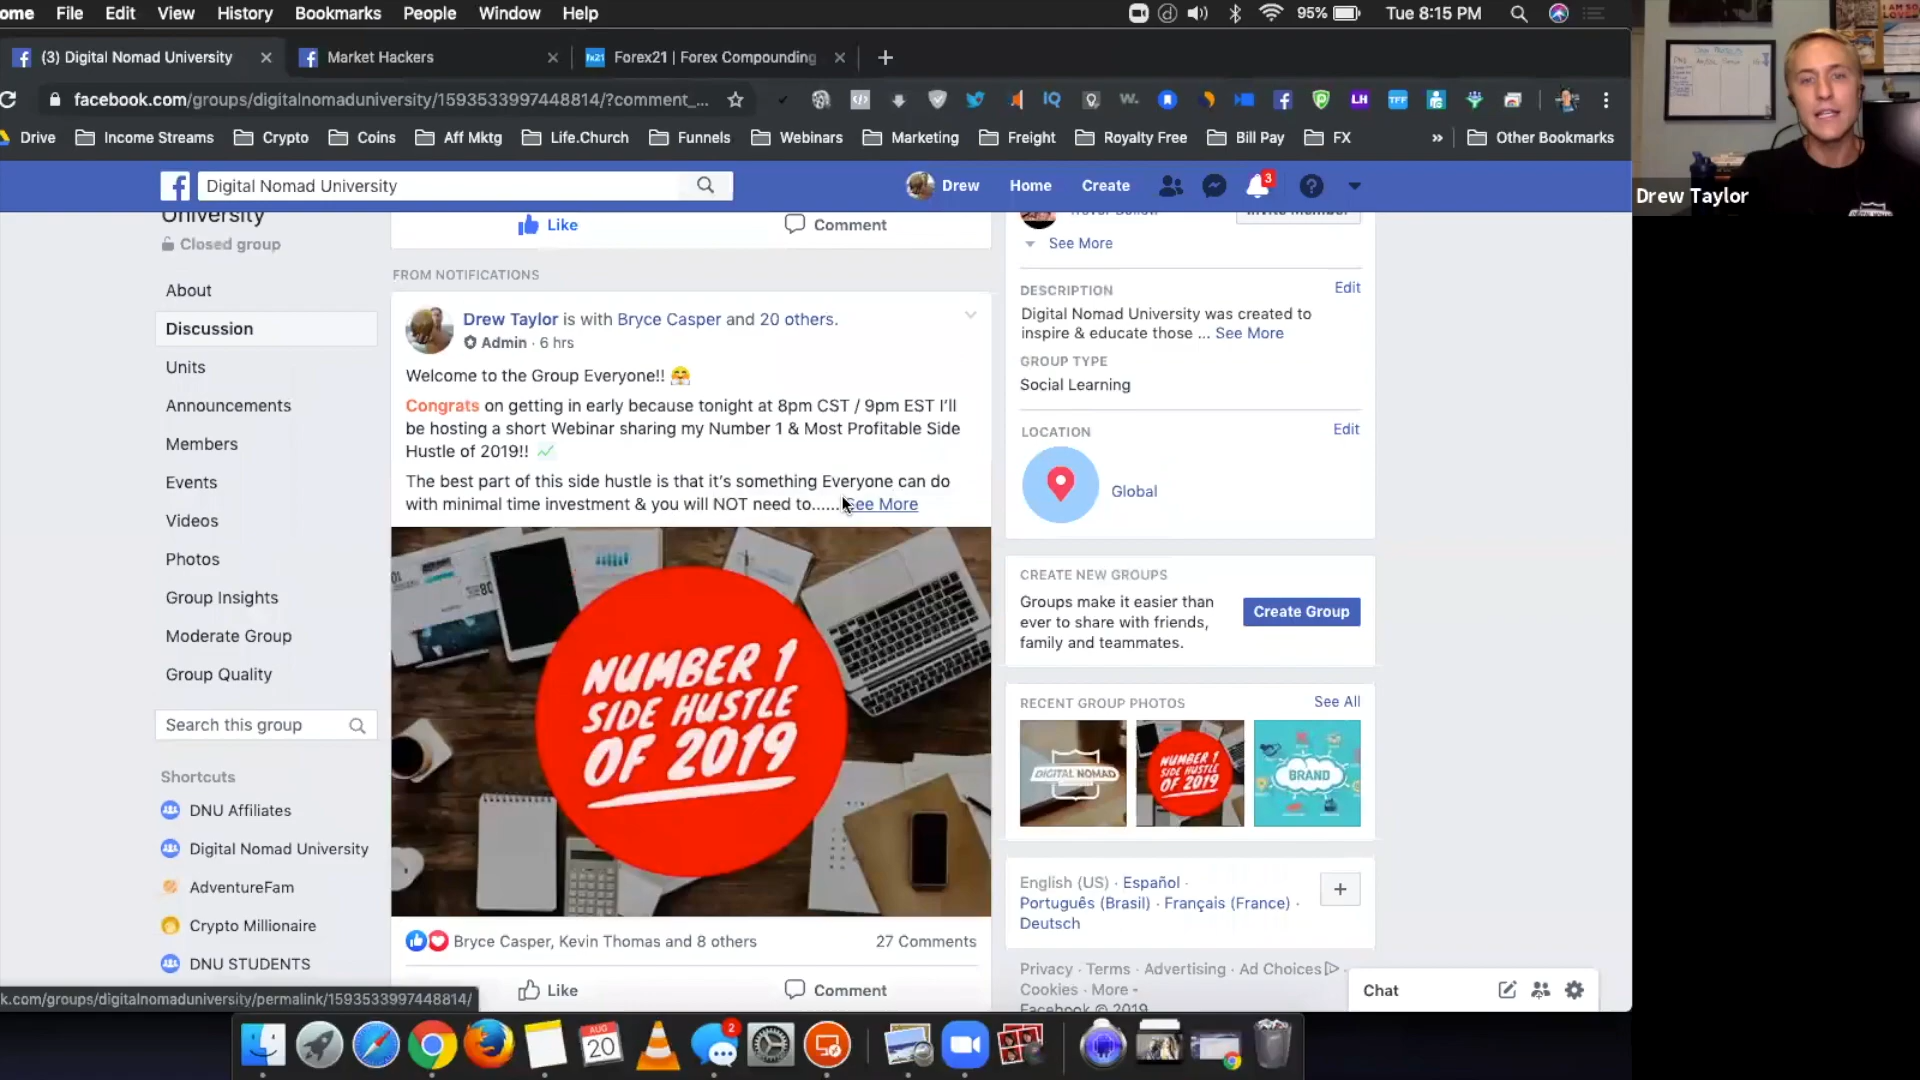 ome File Edit View History Bookmarks People Window Help 95% Tue 8:15 PM
(3) Digital Nomad University Market Hackers fx21 Forex21 | Forex Compounding
facebook.com/groups/digitalnomaduniversity/1593533997448814/?comment_...
IQ W. LH TFF
Drive Income Streams Crypto Coins Aff Mktg Life.Church Funnels Webinars Marketing Freight Royalty Free Bill Pay FX » Other Bookmarks
Digital Nomad University Drew Home Create 3
Drew Taylor
University
Closed group
About
Discussion
Units
Announcements
Members
Events
Videos
Photos
Group Insights
Moderate Group
Group Quality
Search this group
Shortcuts
DNU Affiliates
Digital Nomad University
AdventureFam
Crypto Millionaire
DNU STUDENTS
k.com/groups/digitalnomaduniversity/permalink/1593533997448814/
Like Comment
FROM NOTIFICATIONS
Drew Taylor is with Bryce Casper and 20 others.
Admin · 6 hrs
Welcome to the Group Everyone!!
Congrats on getting in early because tonight at 8pm CST / 9pm EST I'll
be hosting a short Webinar sharing my Number 1 & Most Profitable Side
Hustle of 2019!!
The best part of this side hustle is that it's something Everyone can do
with minimal time investment & you will NOT need to...... See More
NUMBER 1
SIDE HUSTLE
OF 2019
Bryce Casper, Kevin Thomas and 8 others 27 Comments
Like Comment
Invite Member
See More
DESCRIPTION Edit
Digital Nomad University was created to
inspire & educate those ... See More
GROUP TYPE
Social Learning
LOCATION Edit
Global
CREATE NEW GROUPS
Groups make it easier than
ever to share with friends,
family and teammates.
Create Group
RECENT GROUP PHOTOS See All
DIGITAL NOMAD
NUMBER 1
SIDE HUSTLE
OF 2019
BRAND
English (US) · Español ·
Português (Brasil) · Français (France) ·
Deutsch
Privacy · Terms · Advertising · Ad Choices ·
Cookies · More
Facebook © 2019
Chat
AUG
20
2